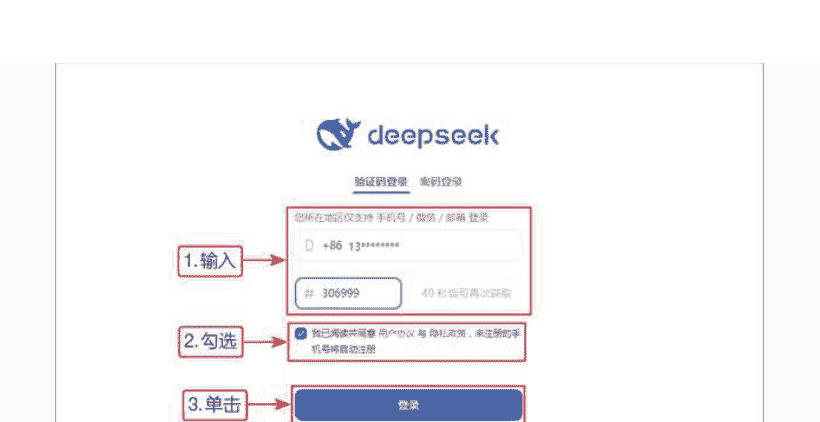 deepseek
验证码登录 密码登录
您所在地区仅支持 手机号 / 微信 / 邮箱 登录
+86 13********
1.输入
# 306999 49 秒后可再次获取
2.勾选
我已阅读并同意 用户协议 与 隐私政策，未注册的手
机号将自动注册
3.单击
登录